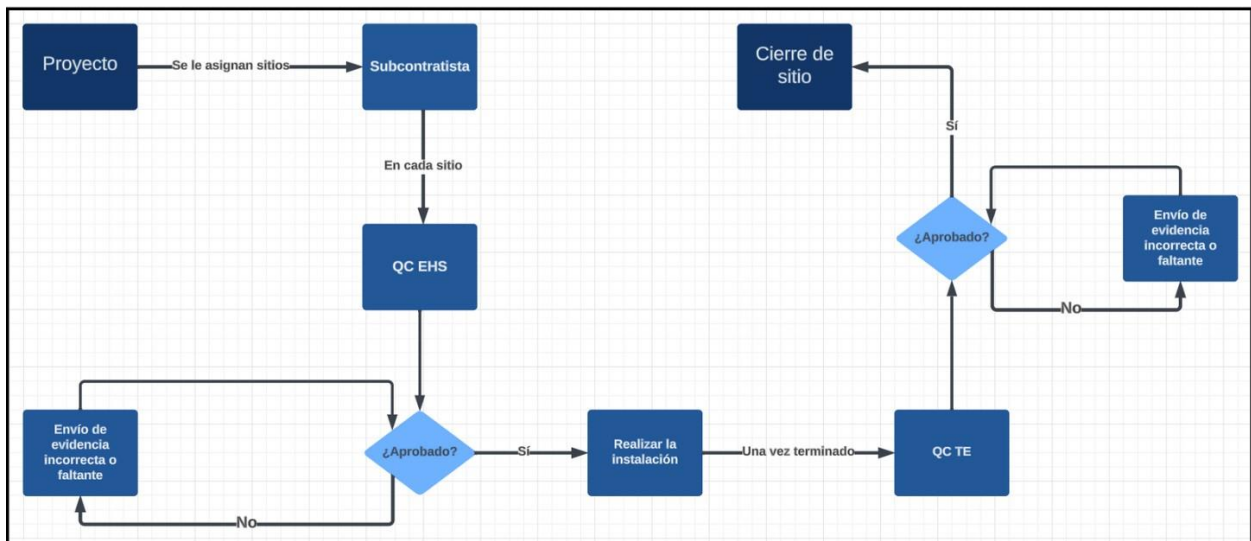 Proyecto
Se le asignan sitios
Subcontratista
En cada sitio
QC EHS
¿Aprobado?
No
Envío de
evidencia
incorrecta o
faltante
Sí
Realizar la
instalación
Una vez terminado
QC TE
¿Aprobado?
No
Envío de
evidencia
incorrecta o
faltante
Sí
Cierre de
sitio